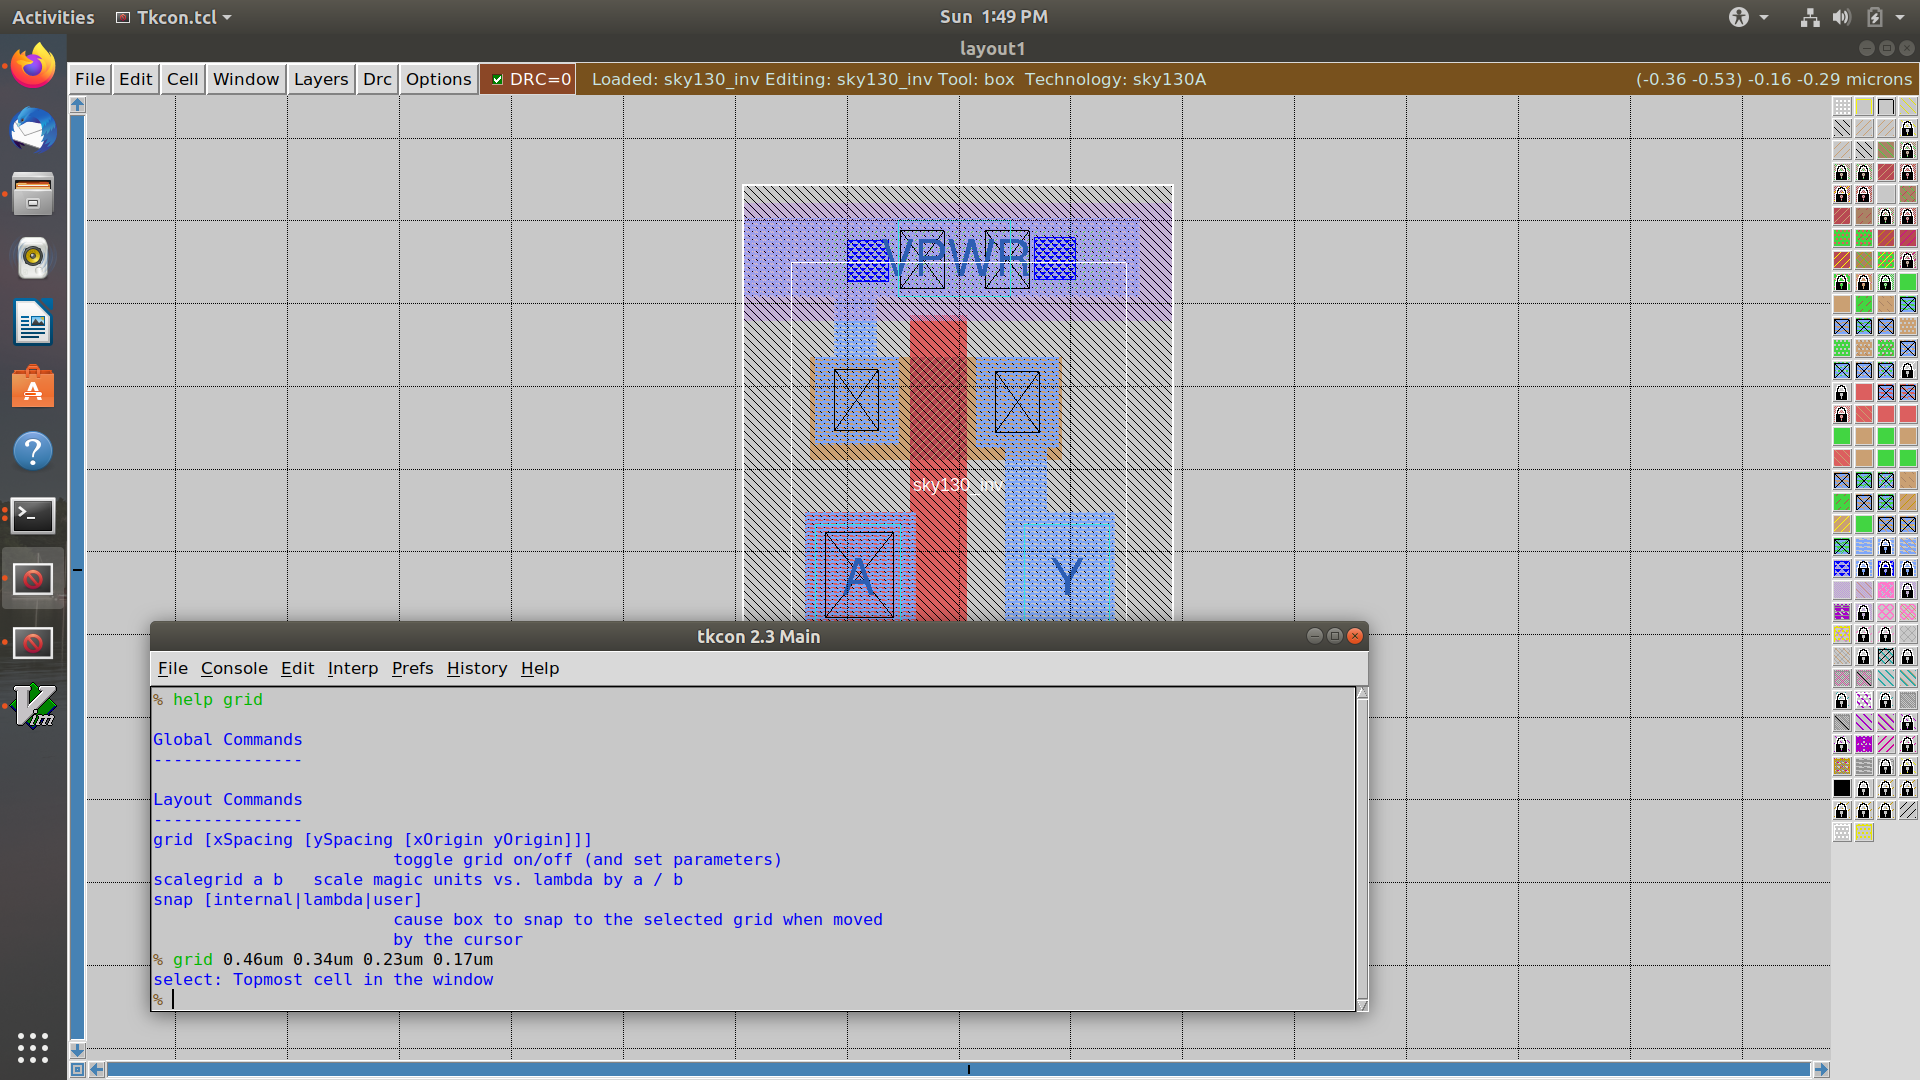 Activities Tkcon.tcl Sun 1:49 PM
layout1
File Edit Cell Window Layers Drc Options DRC=0 Loaded: sky130_inv Editing: sky130_inv Tool: box Technology: sky130A (-0.36 -0.53) -0.16 -0.29 microns
VPWR
sky130_inv
A Y
tkcon 2.3 Main
File Console Edit Interp Prefs History Help
% help grid
Global Commands
---------------
Layout Commands
---------------
grid [xSpacing [ySpacing [xOrigin yOrigin]]]
toggle grid on/off (and set parameters)
scalegrid a b scale magic units vs. lambda by a / b
snap [internal|lambda|user]
cause box to snap to the selected grid when moved
by the cursor
% grid 0.46um 0.34um 0.23um 0.17um
select: Topmost cell in the window
%